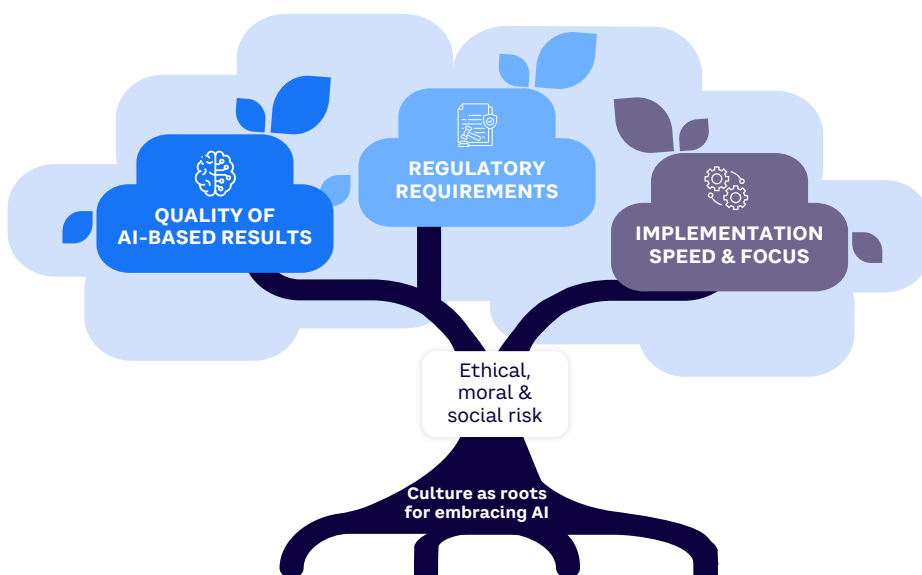 REGULATORY
REQUIREMENTS
QUALITY OF
AI-BASED RESULTS
IMPLEMENTATION
SPEED & FOCUS
Ethical,
moral &
social risk
Culture as roots
for embracing AI